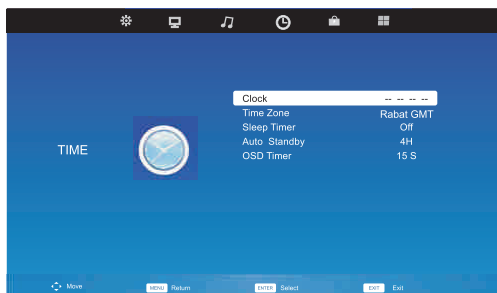 Clock -- -- -- --
Time Zone Rabat GMT
Sleep Timer Off
TIME
Auto Standby 4H
OSD Timer 15 S
Move MENU Return ENTER Select EXIT Exit